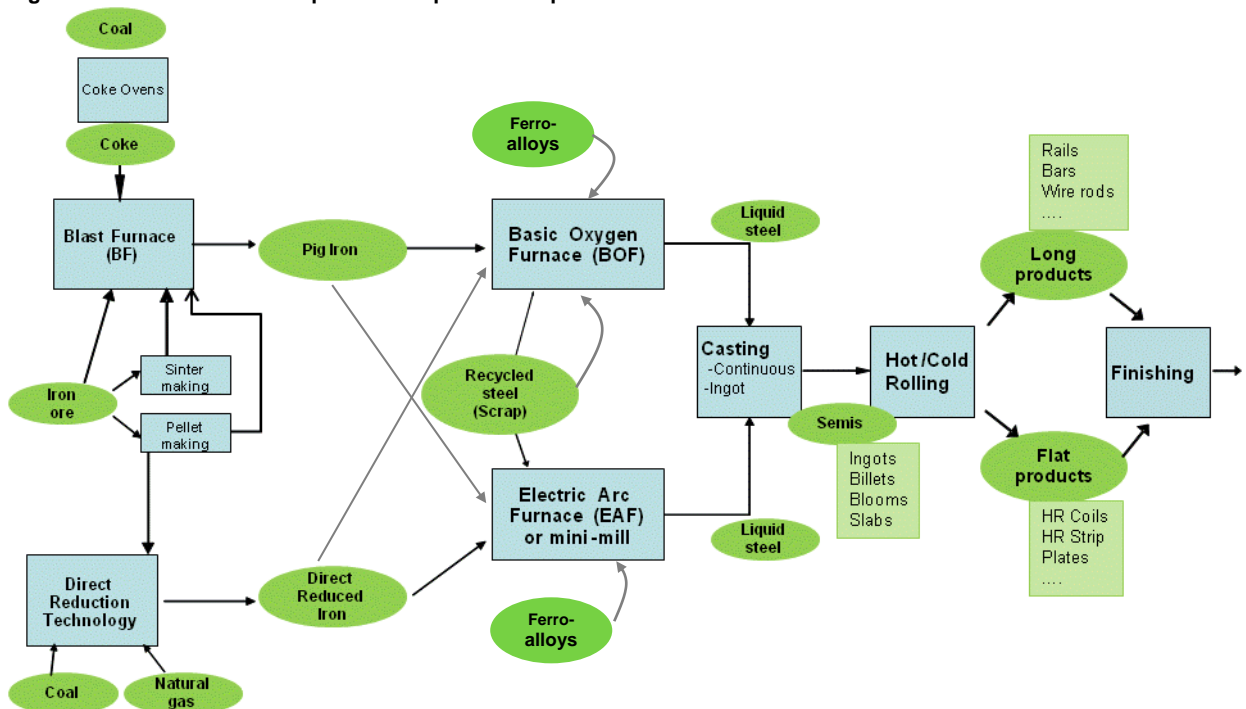 Coal
Coke Ovens
Coke
Ferro-
alloys
Rails
Bars
Wire rods
....
Blast Furnace
(BF)
Pig Iron
Basic Oxygen
Furnace (BOF)
Liquid
steel
Long
products
Sinter
making
Iron
ore
Pellet
making
Recycled
steel
(Scrap)
Casting
-Continuous
-Ingot
Hot/Cold
Rolling
Finishing
Semis
Ingots
Billets
Blooms
Slabs
Flat
products
Electric Arc
Furnace (EAF)
or mini-mill
Liquid
steel
HR Coils
HR Strip
Plates
....
Direct
Reduction
Technology
Direct
Reduced
Iron
Ferro-
alloys
Coal
Natural
gas